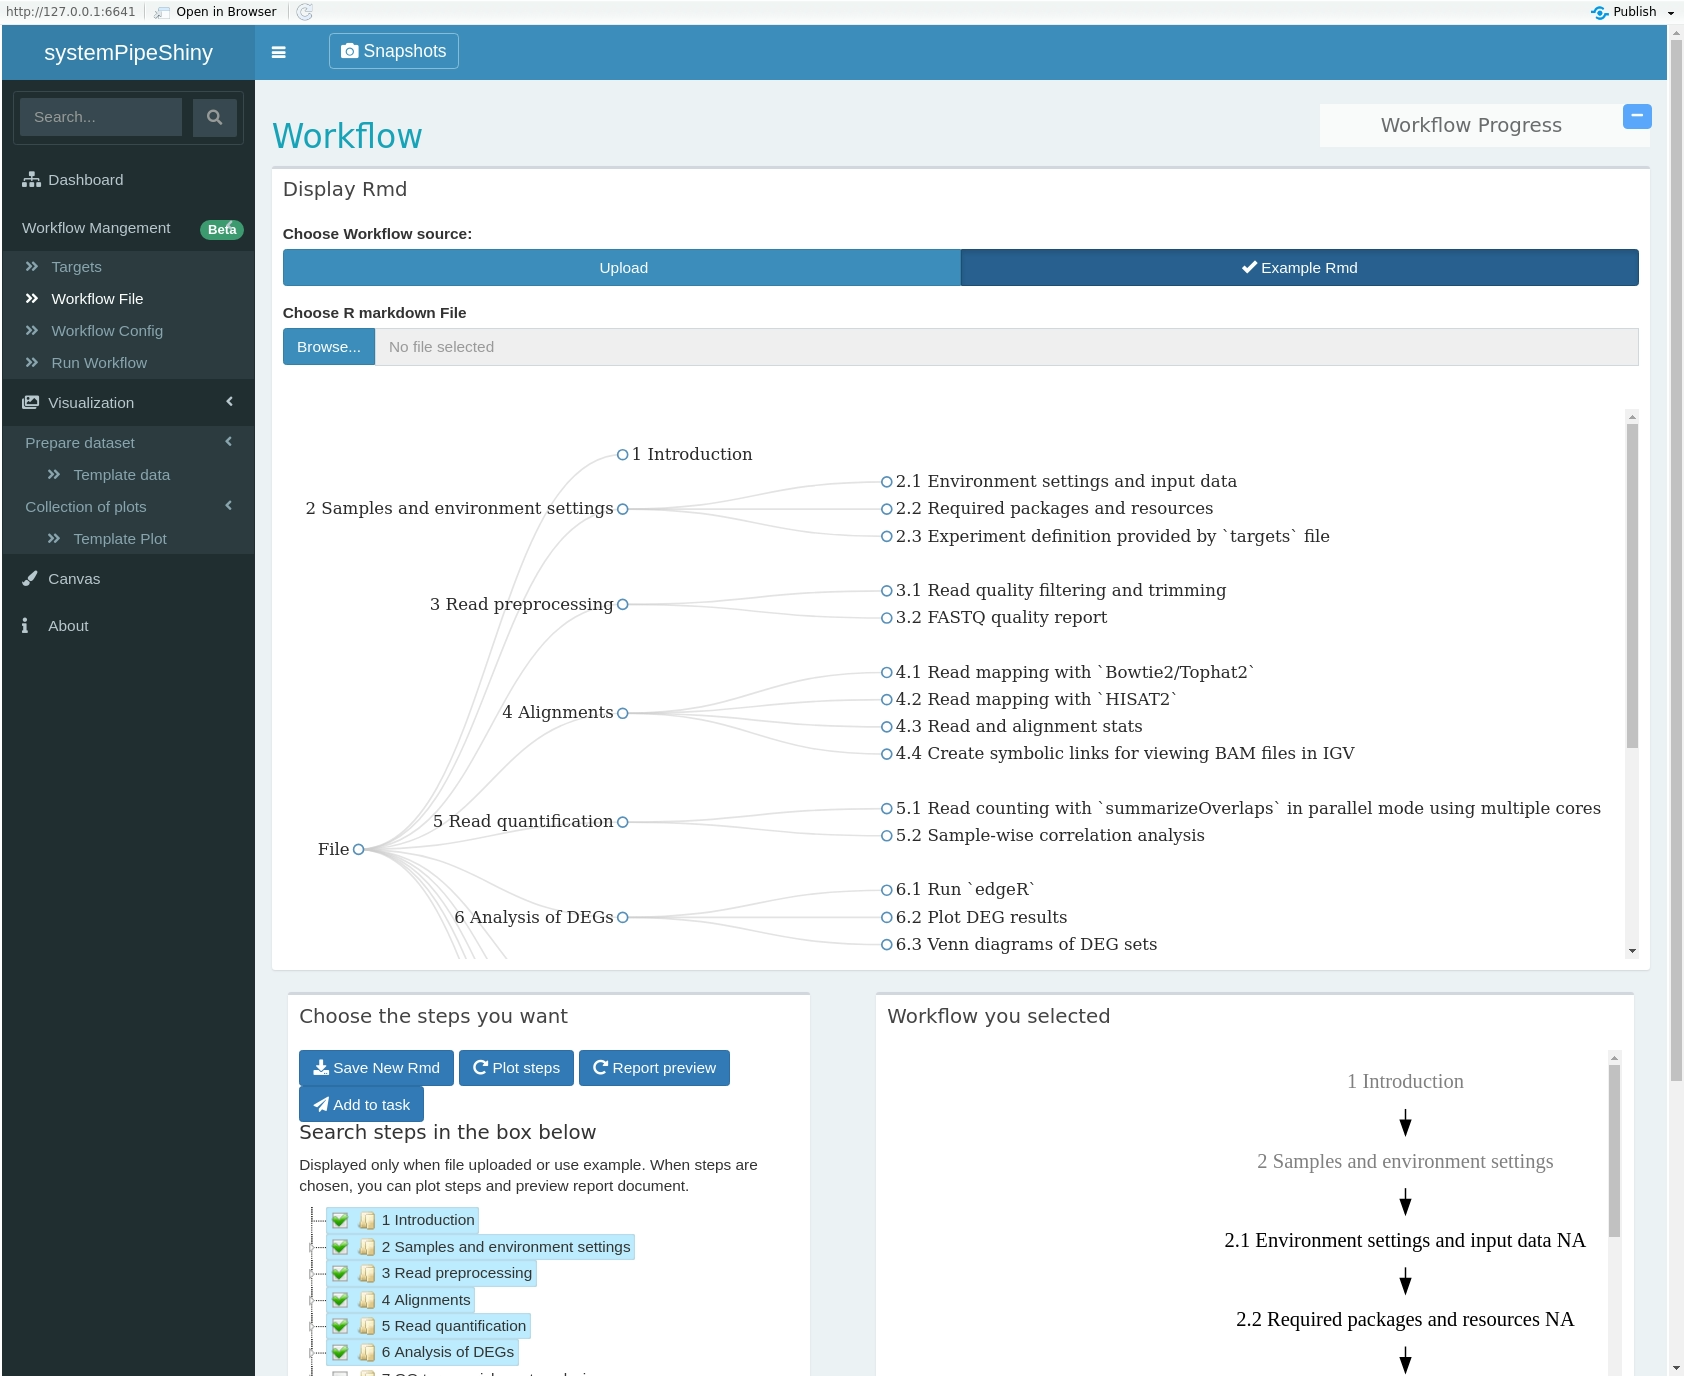 http://127.0.0.1:6641
Open in Browser
Publish
systemPipeShiny
Snapshots
Search...
Dashboard
Workflow Mangement
Beta
Targets
Workflow File
Workflow Config
Run Workflow
Visualization
Prepare dataset
Template data
Collection of plots
Template Plot
Canvas
About
Workflow
Workflow Progress
Display Rmd
Choose Workflow source:
Upload
Example Rmd
Choose R markdown File
Browse...
No file selected
1 Introduction
2 Samples and environment settings
2.1 Environment settings and input data
2.2 Required packages and resources
2.3 Experiment definition provided by `targets` file
3 Read preprocessing
3.1 Read quality filtering and trimming
3.2 FASTQ quality report
4 Alignments
4.1 Read mapping with `Bowtie2/Tophat2`
4.2 Read mapping with `HISAT2`
4.3 Read and alignment stats
4.4 Create symbolic links for viewing BAM files in IGV
5 Read quantification
5.1 Read counting with `summarizeOverlaps` in parallel mode using multiple cores
5.2 Sample-wise correlation analysis
File
6 Analysis of DEGs
6.1 Run `edgeR`
6.2 Plot DEG results
6.3 Venn diagrams of DEG sets
Choose the steps you want
Save New Rmd
Plot steps
Report preview
Add to task
Search steps in the box below
Displayed only when file uploaded or use example. When steps are
chosen, you can plot steps and preview report document.
1 Introduction
2 Samples and environment settings
3 Read preprocessing
4 Alignments
5 Read quantification
6 Analysis of DEGs
Workflow you selected
1 Introduction
2 Samples and environment settings
2.1 Environment settings and input data NA
2.2 Required packages and resources NA